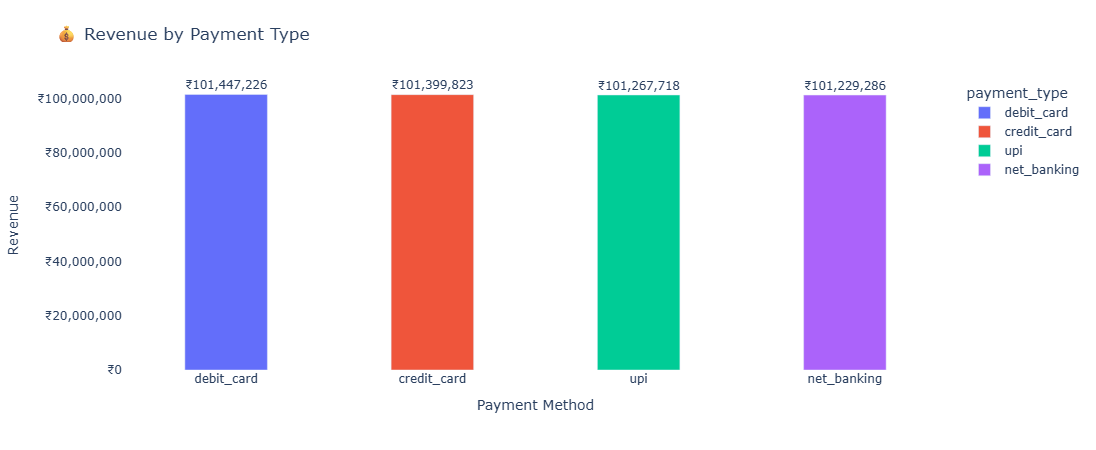 💰 Revenue by Payment Type
₹101,447,226
₹101,399,823
₹101,267,718
₹101,229,286
₹100,000,000
₹80,000,000
₹60,000,000
₹40,000,000
₹20,000,000
₹0
Revenue
debit_card
credit_card
upi
net_banking
Payment Method
payment_type
debit_card
credit_card
upi
net_banking